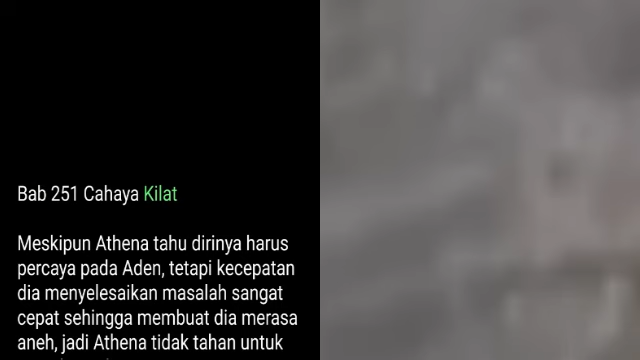 Bab 251 Cahaya Kilat
Meskipun Athena tahu dirinya harus
percaya pada Aden, tetapi kecepatan
dia menyelesaikan masalah sangat
cepat sehingga membuat dia merasa
aneh, jadi Athena tidak tahan untuk